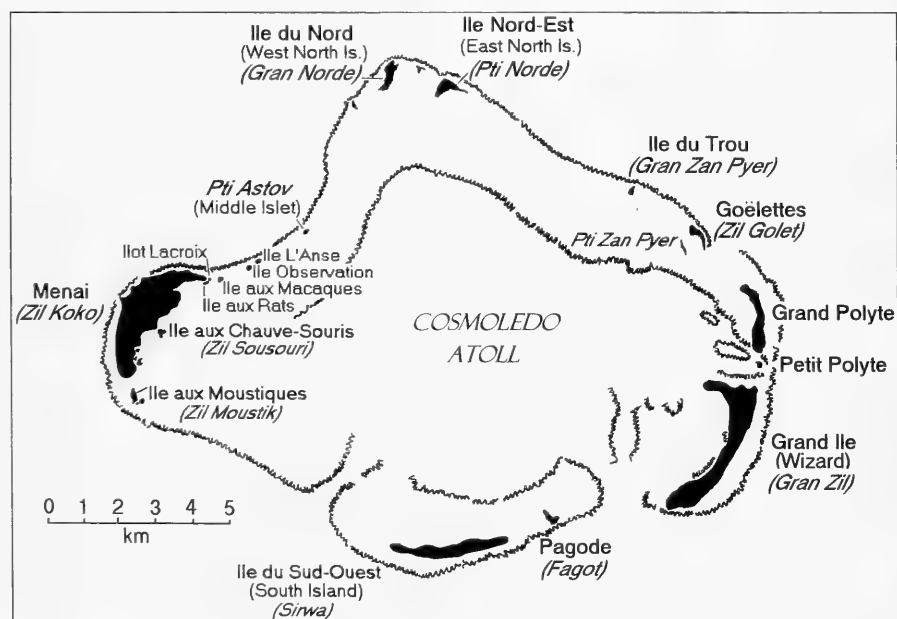 Ile du Nord
(West North Is.)
(Gran Norde)
Ile Nord-Est
(East North Is.)
(Pti Norde)
Ile du Trou
(Gran Zan Pyer)
Pti Astov
(Middle Islet)
Goëlettes
(Zil Golet)
Pti Zan Pyer
Ilot Lacroix
Ile L'Anse
Ile Observation
Ile aux Macaques
Ile aux Rats
Menai
(Zil Koko)
Ile aux Chauve-Souris
(Zil Sousouri)
COSMOLEDO
ATOLL
Grand Polyte
Petit Polyte
Ile aux Moustiques
(Zil Moustik)
Grand Ile
(Wizard)
(Gran Zil)
0 1 2 3 4 5
km
Pagode
(Fagot)
Ile du Sud-Ouest
(South Island)
(Sirwa)